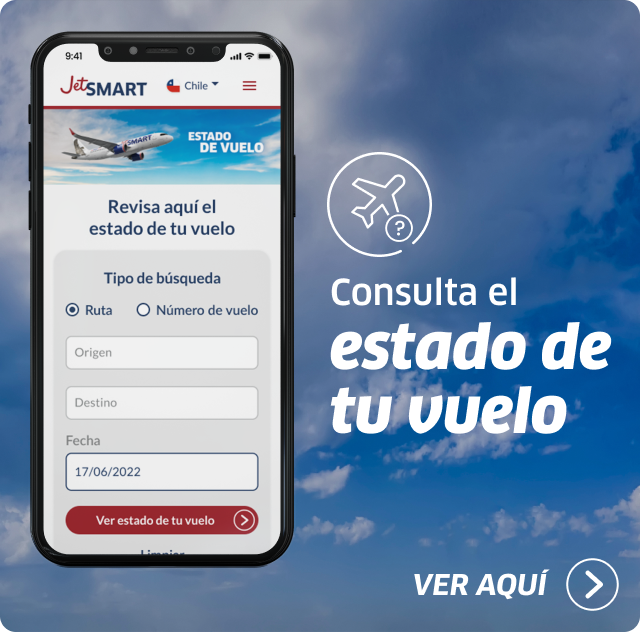 9:41
JetSMART
Chile
SMART
ESTADO
DE VUELO
Revisa aquí el
estado de tu vuelo
Tipo de búsqueda
Ruta
Número de vuelo
Origen
Destino
Fecha
17/06/2022
Ver estado de tu vuelo
Limpiar
?
Consulta el
estado de
tu vuelo
VER AQUÍ